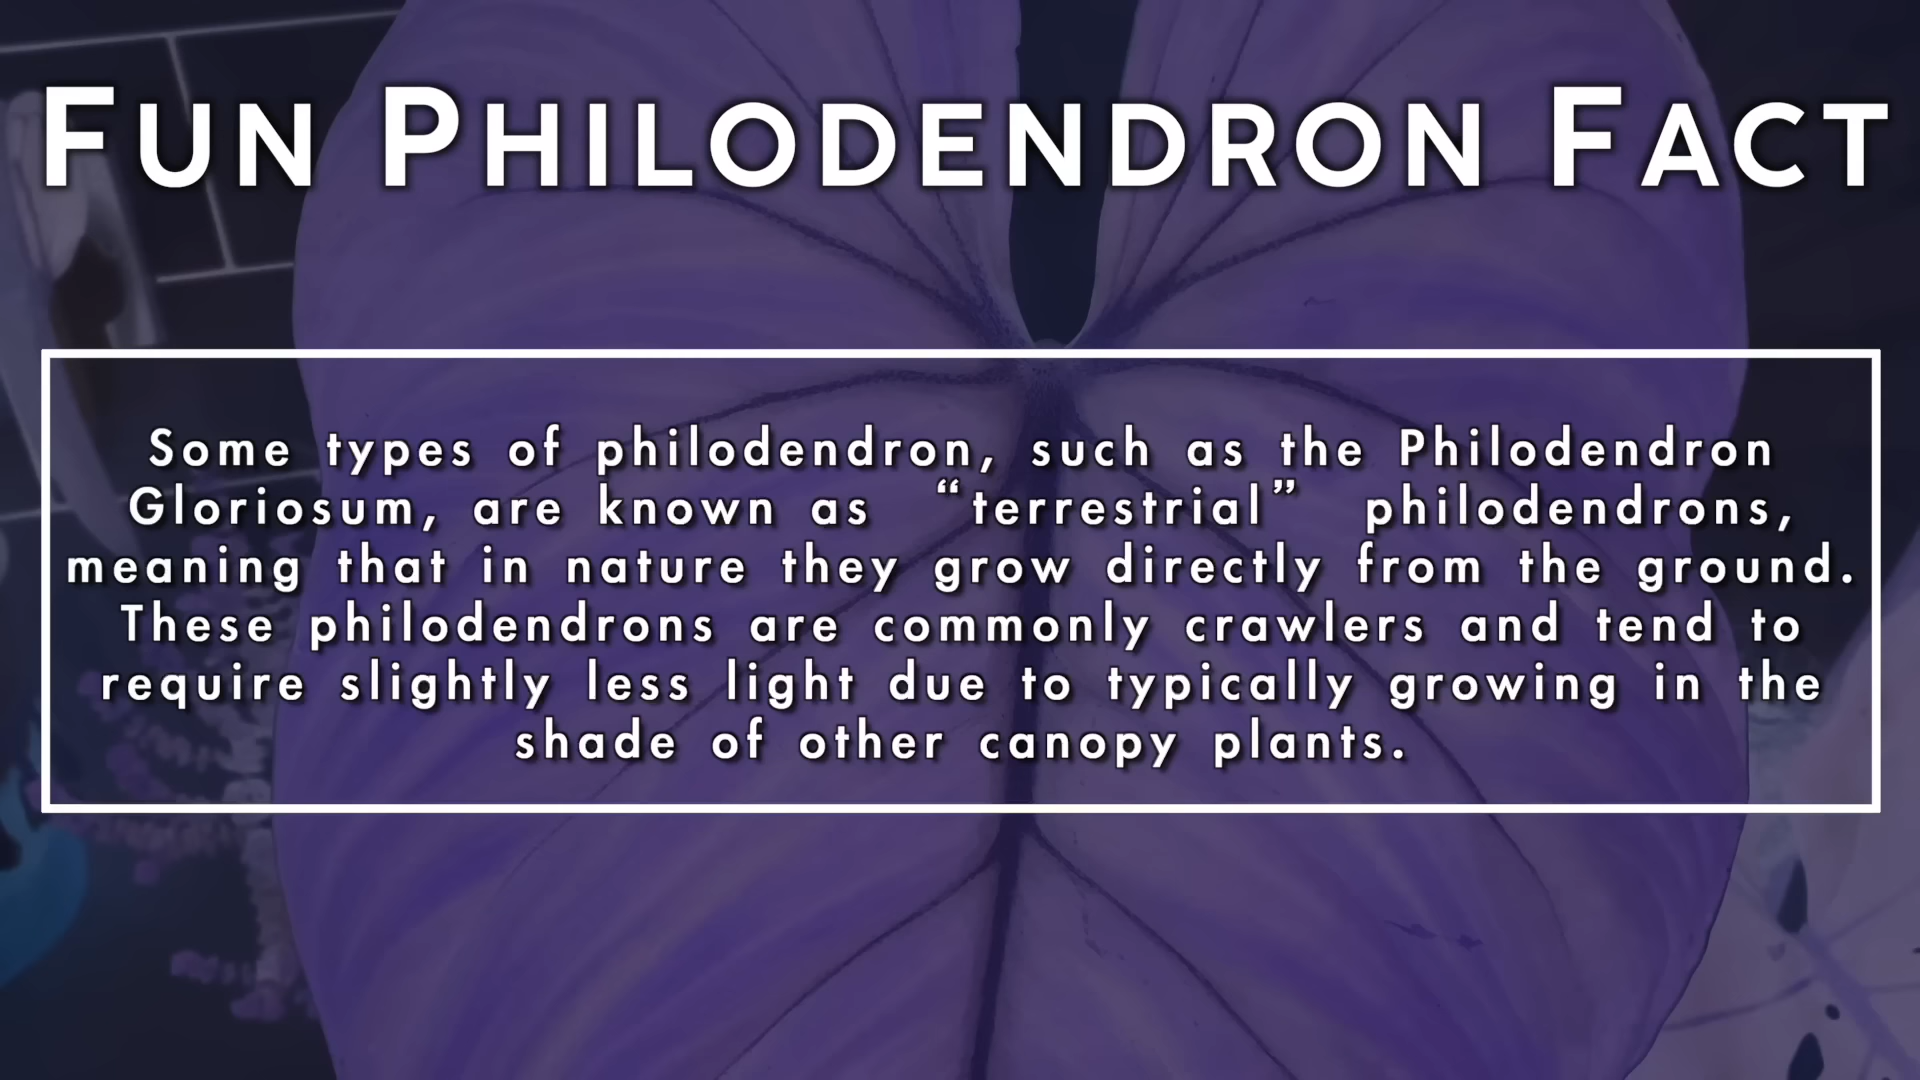 FUN PHILODENDRON FACT
Some types of philodendron, such as the Philodendron
Gloriosum, are known as “terrestrial” philodendrons,
meaning that in nature they grow directly from the ground.
These philodendrons are commonly crawlers and tend to
require slightly less light due to typically growing in the
shade of other canopy plants.